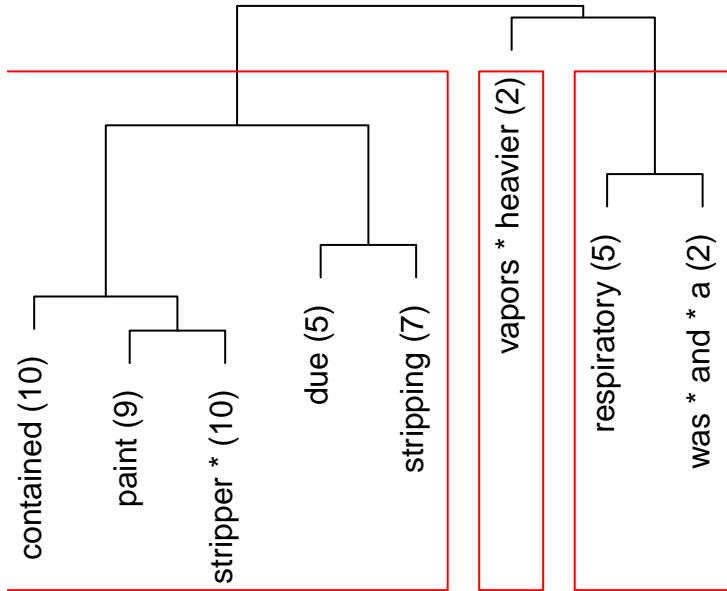 contained (10)
paint (9)
stripper * (10)
due (5)
stripping (7)
vapors * heavier (2)
respiratory (5)
was * and * a (2)